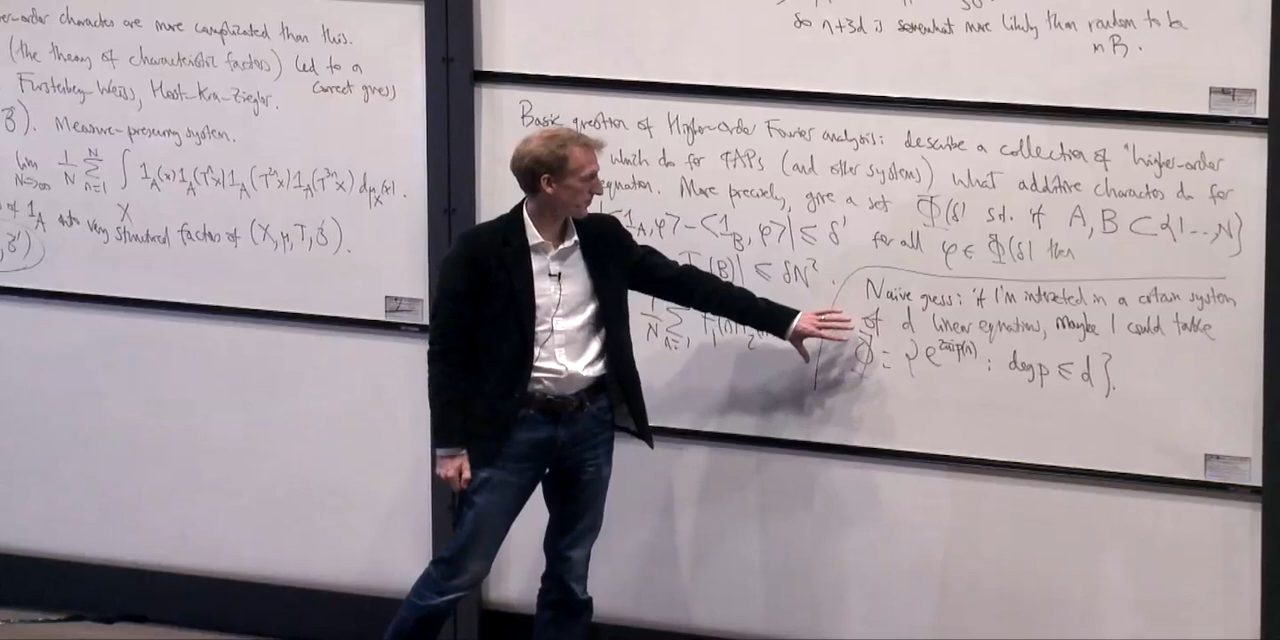 er-order characters are more complicated than this.
(the theory of characteristic factors) led to a
correct guess
Furstenberg-Weiss, Host-Kra-Ziegler.
B). Measure-preserving system.
lim N→∞ 1/N Σ n=1 N ∫ 1_A(x)1_A(T^n x)1_A(T^2n x)1_A(T^3n x) dμ(x).
X
of 1_A onto very structured factor of (X, μ, T, B).
B')
So n+3d is somewhat more likely than random to be
in B.
4
Basic question of Higher-order Fourier analysis: describe a collection of "higher-order
which do for 4APs (and other systems) what additive characters do for
equation. More precisely, give a set Φ(δ) s.t. if A, B ⊂ {1...,N}
<1_A, φ> - <1_B, φ>| ≤ δ' for all φ ∈ Φ(δ) then
(B)| ≤ δN².
1/N Σ n=1
Naive guess: if I'm interested in a certain system
of d linear equations, maybe I could take
Φ = {e^{2πip(n)} : deg p ≤ d}.